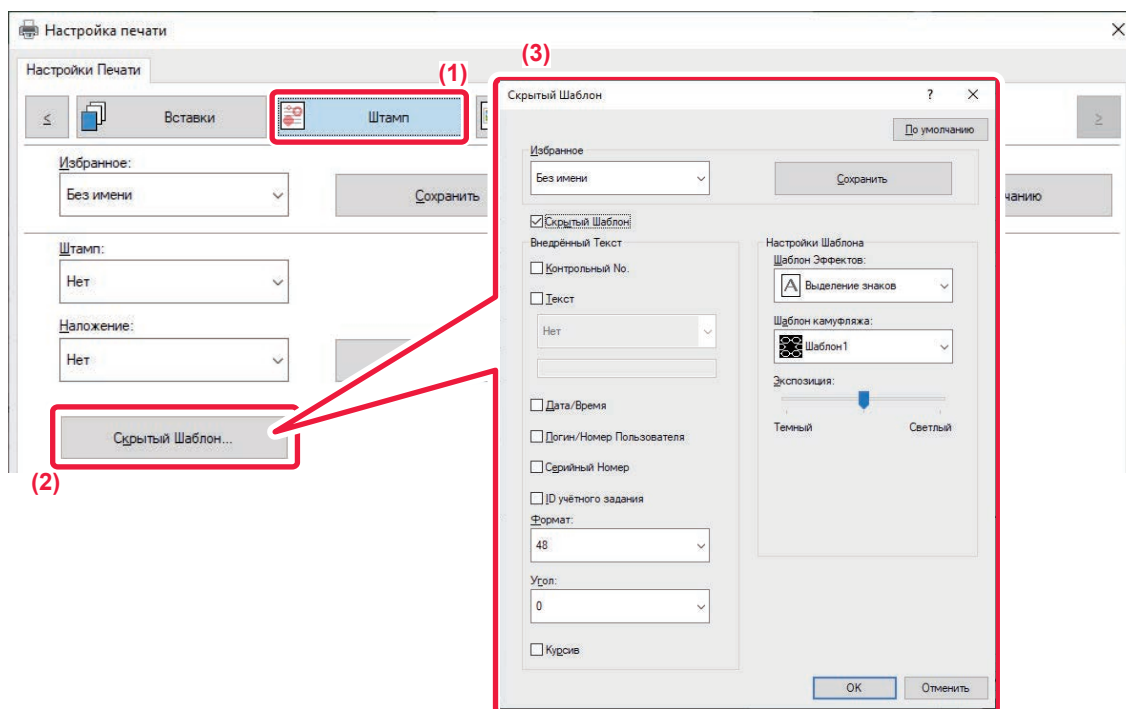 Настройка печати
Настройки Печати
(1)
(3)
<
Вставки
Штамп
>
Избранное:
Без имени
Сохранить
чанию
Штамп:
Нет
Наложение:
Нет
Скрытый Шаблон...
(2)
Скрытый Шаблон
?
По умолчанию
Избранное
Без имени
Сохранить
Скрытый Шаблон
Внедрённый Текст
Контрольный No.
Текст
Нет
Дата/Время
Логин/Номер Пользователя
Серийный Номер
ID учётного задания
Формат:
48
Угол:
0
Курсив
Настройки Шаблона
Шаблон Эффектов:
A Выделение знаков
Шаблон камуфляжа:
Шаблон1
Экспозиция:
Темный Светлый
OK Отменить